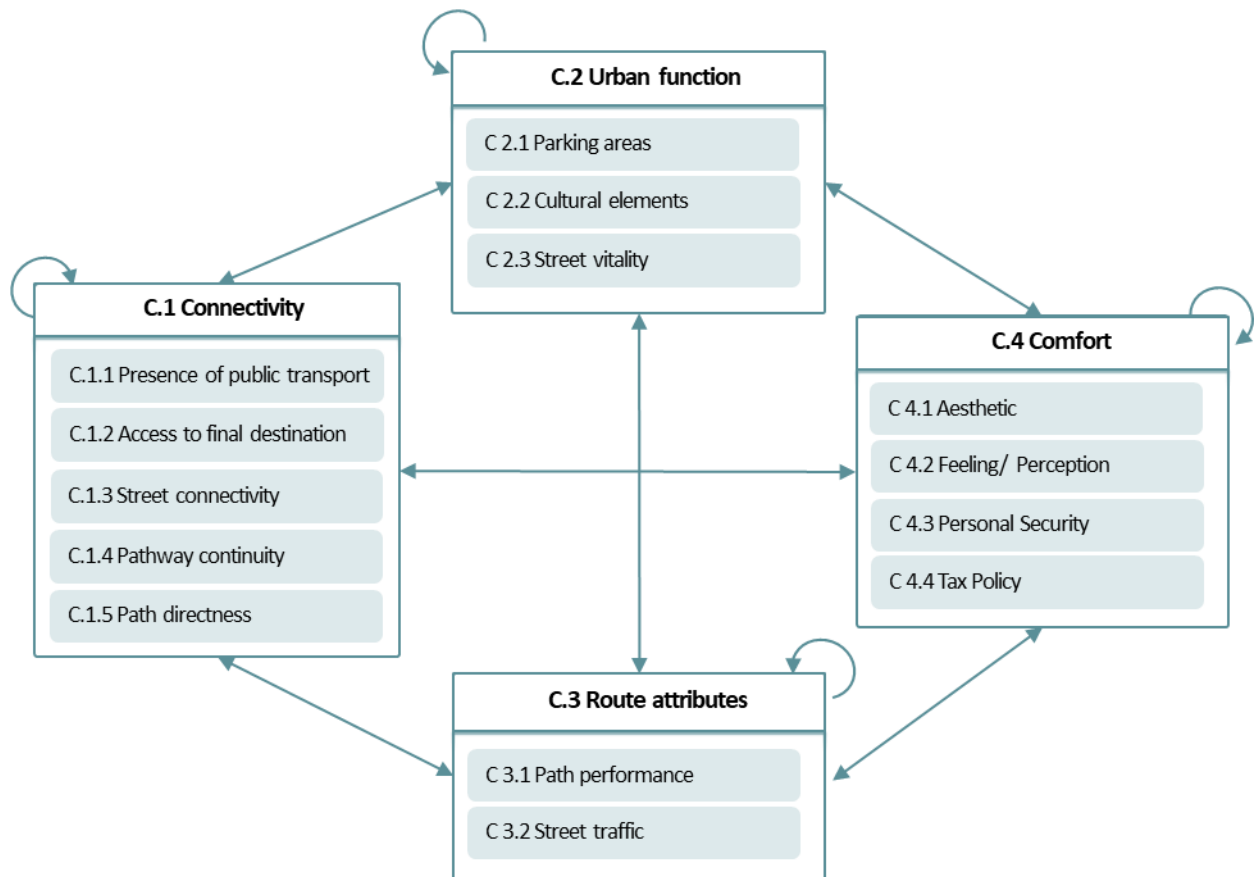 C.2 Urban function
C 2.1 Parking areas
C 2.2 Cultural elements
C 2.3 Street vitality
C.1 Connectivity
C.1.1 Presence of public transport
C.1.2 Access to final destination
C.1.3 Street connectivity
C.1.4 Pathway continuity
C.1.5 Path directness
C.4 Comfort
C 4.1 Aesthetic
C 4.2 Feeling/ Perception
C 4.3 Personal Security
C 4.4 Tax Policy
C.3 Route attributes
C 3.1 Path performance
C 3.2 Street traffic